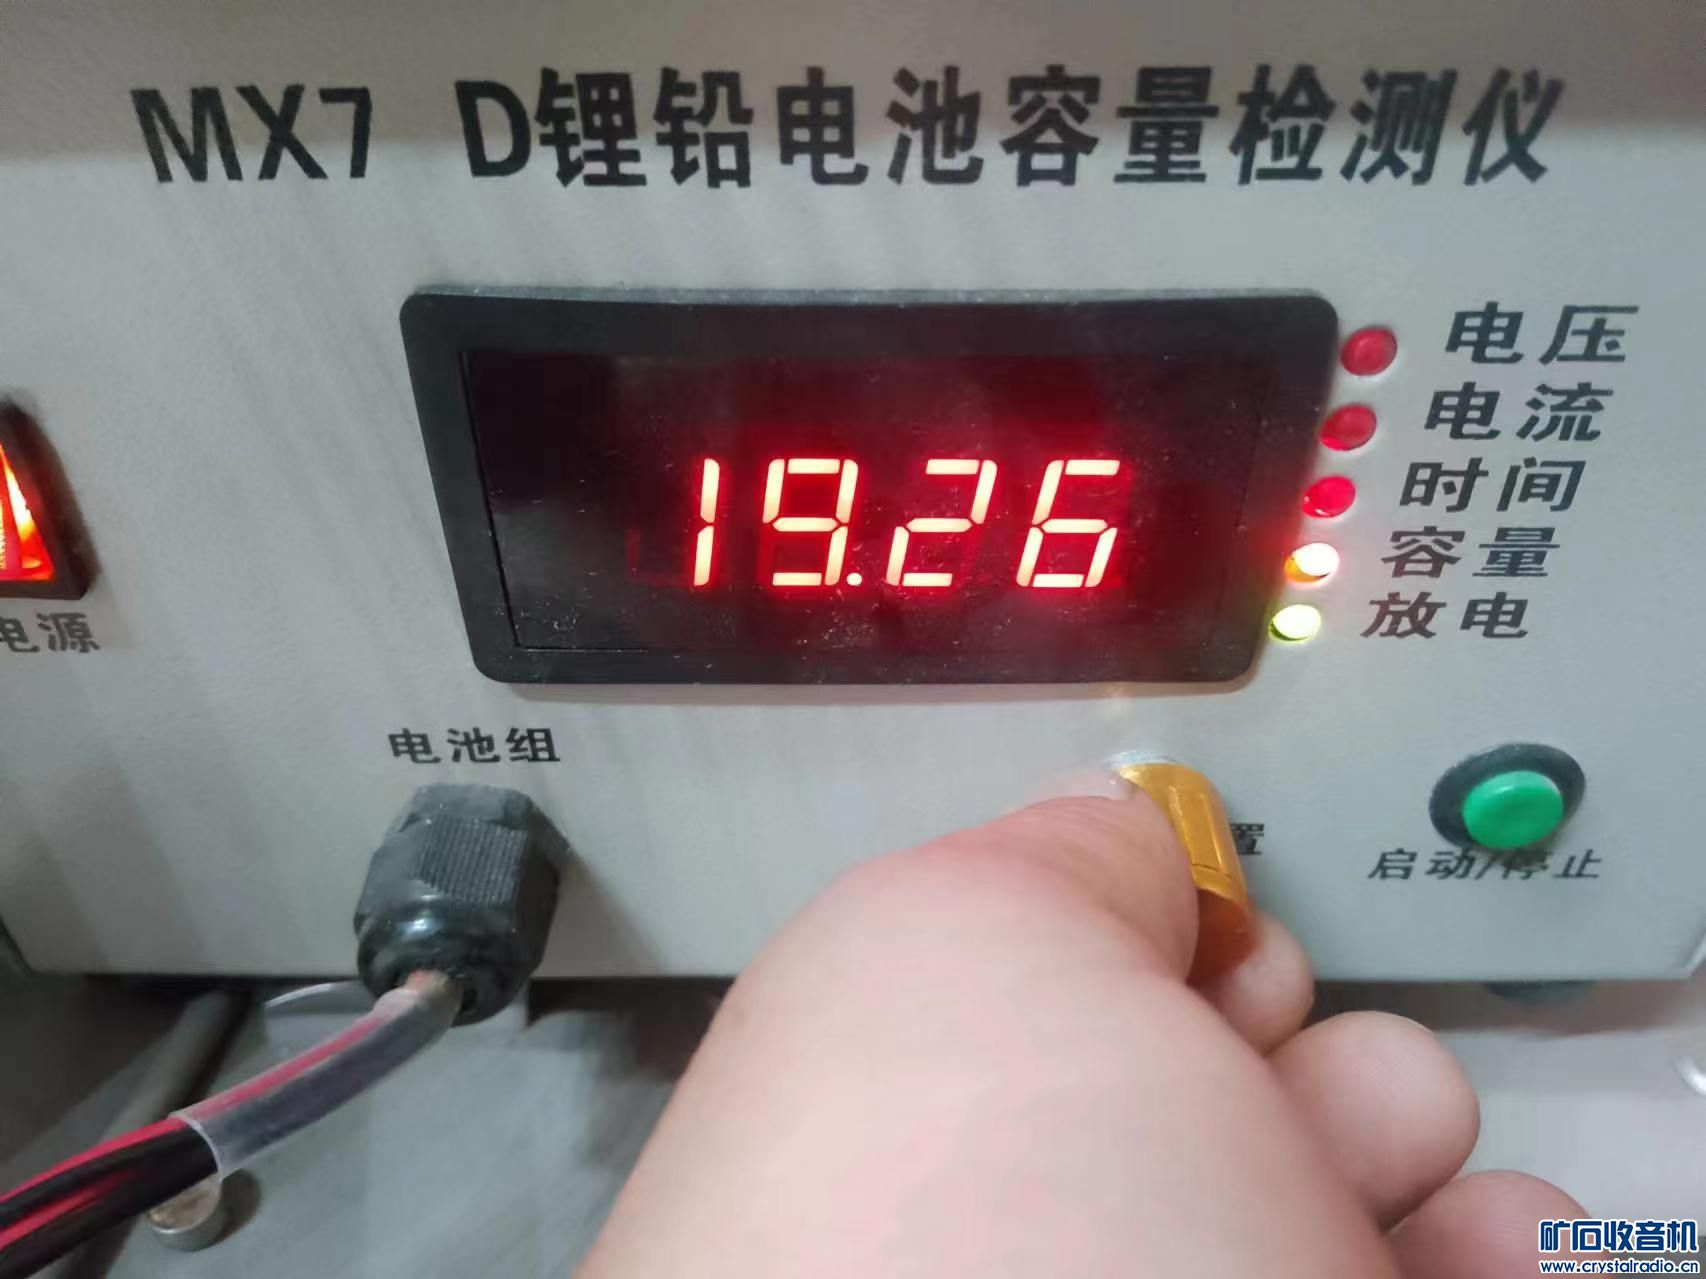 MX7 D锂铅电池容量检测仪
电压
电流
时间
容量
放电
19.26
电源
电池组
置
启动/停止
矿石收音机
www.crystalradio.cn